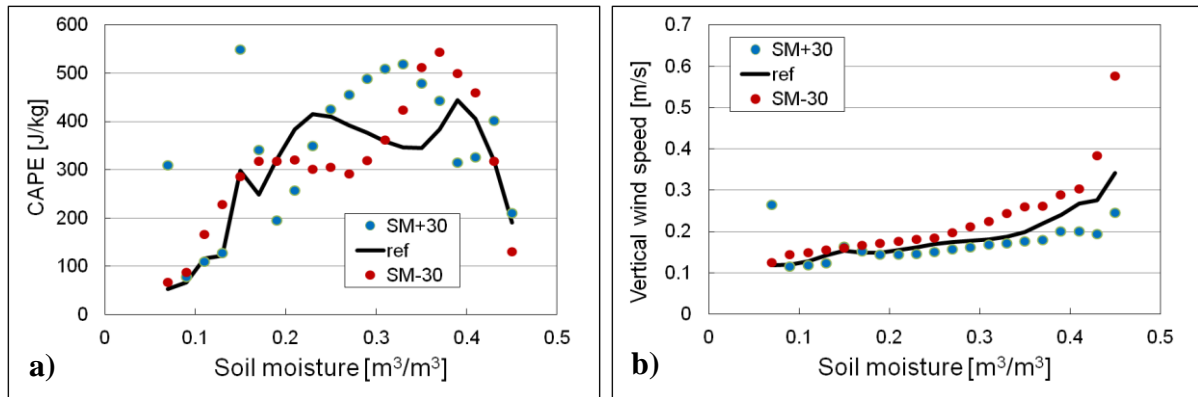 600
500
400
300
200
100
0
CAPE [J/kg]
SM+30
ref
SM-30
0
0.1
0.2
0.3
0.4
0.5
Soil moisture [m³/m³]
a)
0.7
0.6
0.5
0.4
0.3
0.2
0.1
0
Vertical wind speed [m/s]
SM+30
ref
SM-30
0
0.1
0.2
0.3
0.4
0.5
Soil moisture [m³/m³]
b)